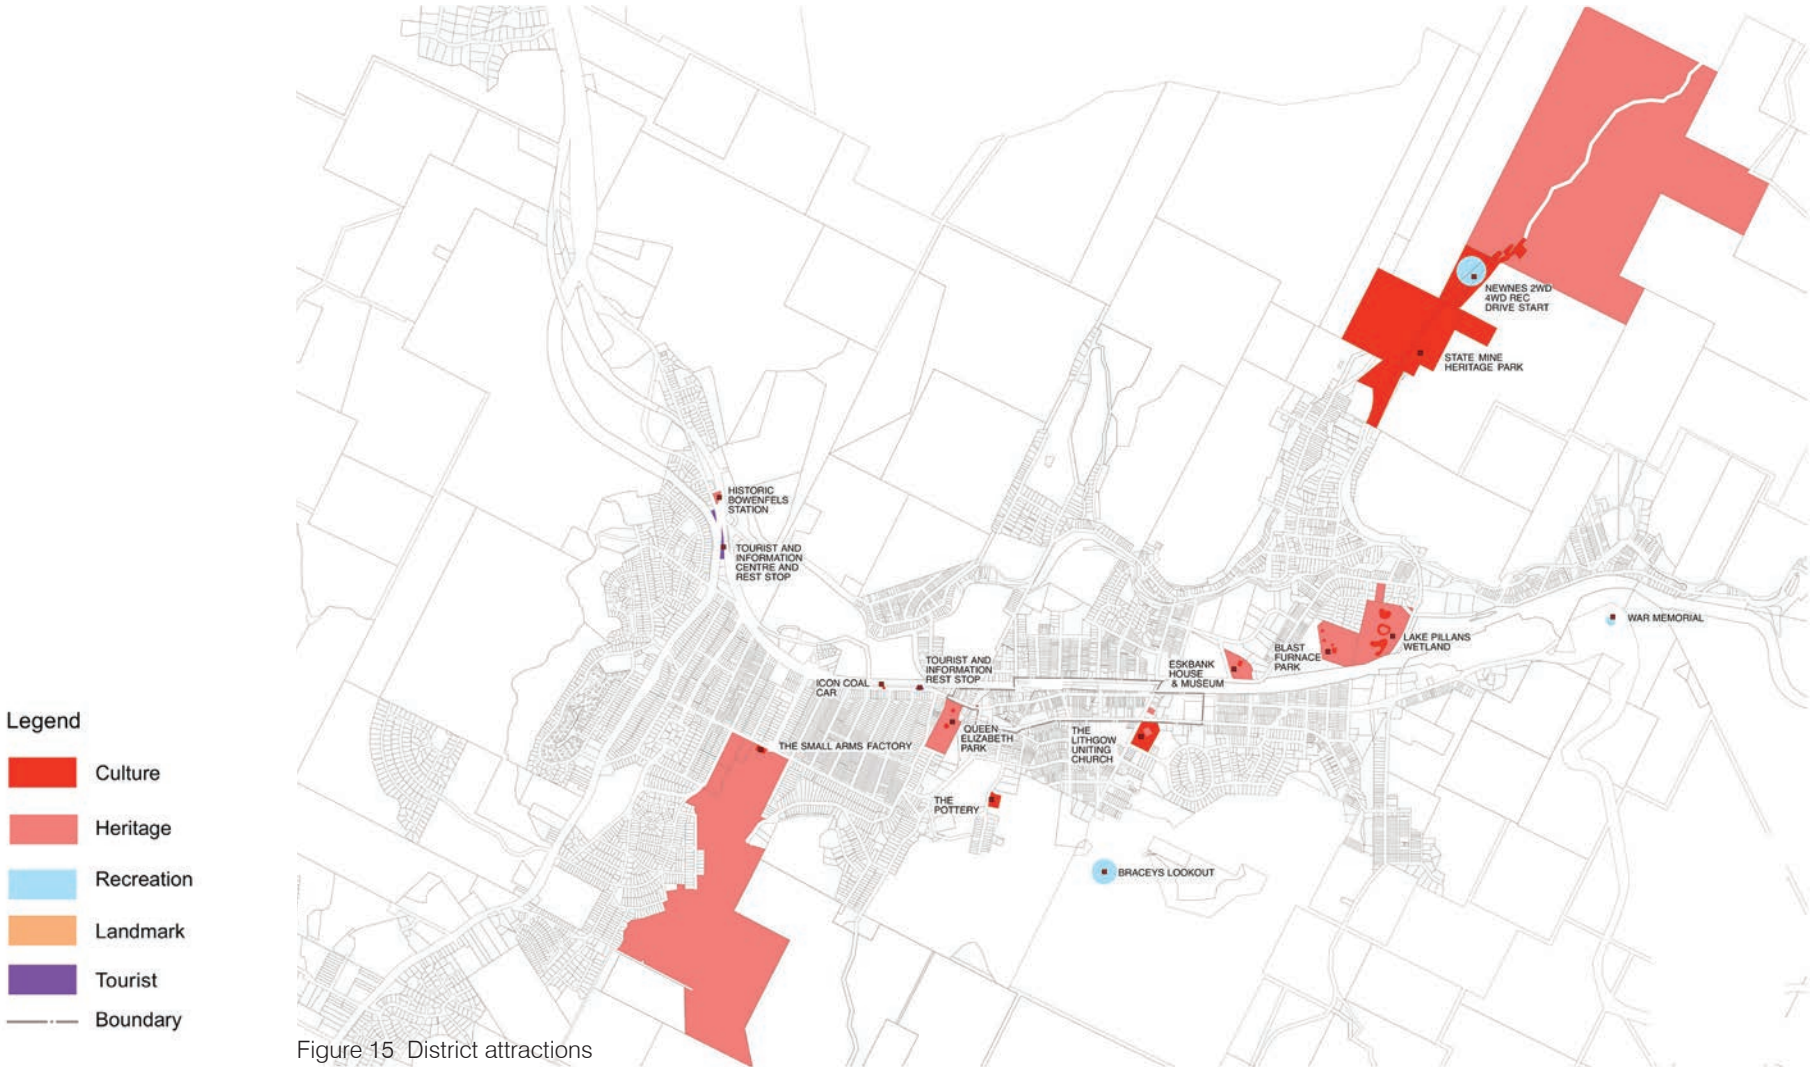 NEWNES 2WD
4WD REC
DRIVE START
STATE MINE
HERITAGE PARK
HISTORIC
BOWENFELS
STATION
TOURIST AND
INFORMATION
CENTRE AND
REST STOP
WAR MEMORIAL
LAKE PILLANS
WETLAND
BLAST
FURNACE
PARK
ESKBANK
HOUSE
& MUSEUM
TOURIST AND
INFORMATION
REST STOP
ICON COAL
CAR
THE SMALL ARMS FACTORY
QUEEN
ELIZABETH
PARK
THE
LITHGOW
UNITING
CHURCH
THE
POTTERY
BRACEYS LOOKOUT
Legend
Culture
Heritage
Recreation
Landmark
Tourist
Boundary
Figure 15 District attractions